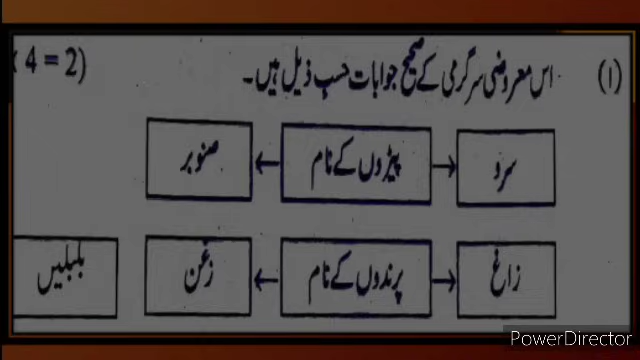 (۱) اس معروضی سرگرمی کے صحیح جوابات حسب ذیل ہیں۔ × 4 = 2)
سرو → پیڑوں کے نام ← صنوبر
زاغ → پرندوں کے نام ← زغن بلبلیں
PowerDirector